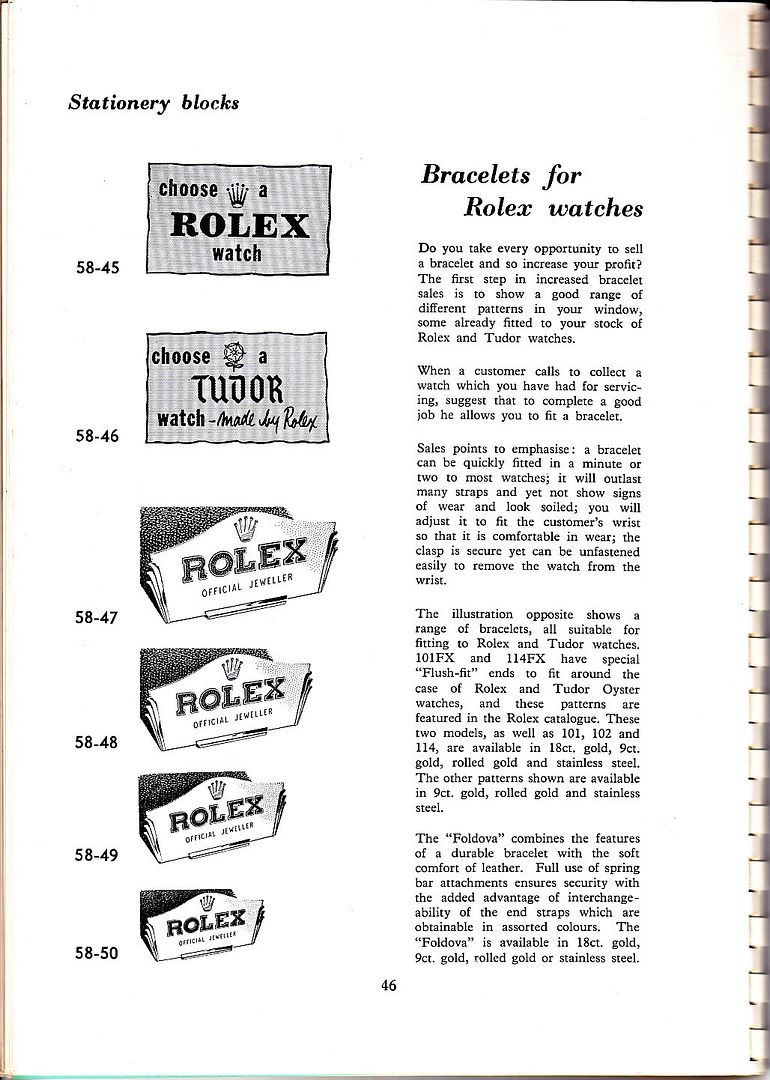 Stationery blocks
choose a
ROLEX
watch
58-45
choose a
TUDOR
watch - made by Rolex
58-46
ROLEX
OFFICIAL JEWELLER
58-47
ROLEX
OFFICIAL JEWELLER
58-48
ROLEX
OFFICIAL JEWELLER
58-49
ROLEX
OFFICIAL JEWELLER
58-50
Bracelets for
Rolex watches
Do you take every opportunity to sell
a bracelet and so increase your profit?
The first step in increased bracelet
sales is to show a good range of
different patterns in your window,
some already fitted to your stock of
Rolex and Tudor watches.
When a customer calls to collect a
watch which you have had for servic-
ing, suggest that to complete a good
job he allows you to fit a bracelet.
Sales points to emphasise: a bracelet
can be quickly fitted in a minute or
two to most watches; it will outlast
many straps and yet not show signs
of wear and look soiled; you will
adjust it to fit the customer's wrist
so that it is comfortable in wear; the
clasp is secure yet can be unfastened
easily to remove the watch from the
wrist.
The illustration opposite shows a
range of bracelets, all suitable for
fitting to Rolex and Tudor watches.
101FX and 114FX have special
"Flush-fit" ends to fit around the
case of Rolex and Tudor Oyster
watches, and these patterns are
featured in the Rolex catalogue. These
two models, as well as 101, 102 and
114, are available in 18ct. gold, 9ct.
gold, rolled gold and stainless steel.
The other patterns shown are available
in 9ct. gold, rolled gold and stainless
steel.
The "Foldova" combines the features
of a durable bracelet with the soft
comfort of leather. Full use of spring
bar attachments ensures security with
the added advantage of interchange-
ability of the end straps which are
obtainable in assorted colours. The
"Foldova" is available in 18ct. gold,
9ct. gold, rolled gold or stainless steel.
46